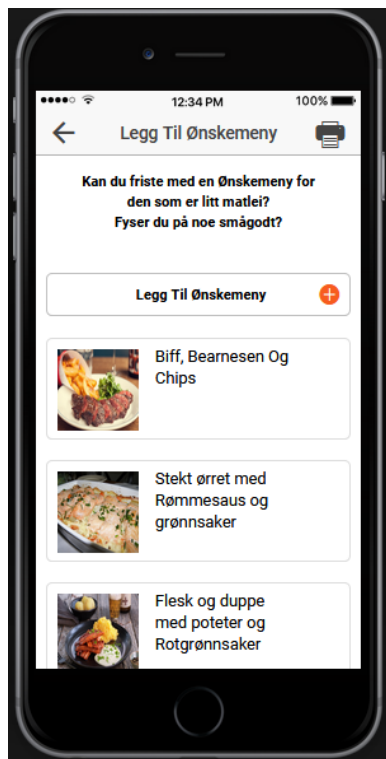 12:34 PM
100%
Legg Til Ønskemeny
Kan du friste med en Ønskemeny for
den som er litt matlei?
Fyser du på noe smågodt?
Legg Til Ønskemeny
Biff, Bearnesen Og
Chips
Stekt ørret med
Rømmesaus og
grønnsaker
Flesk og duppe
med poteter og
Rotgrønnsaker